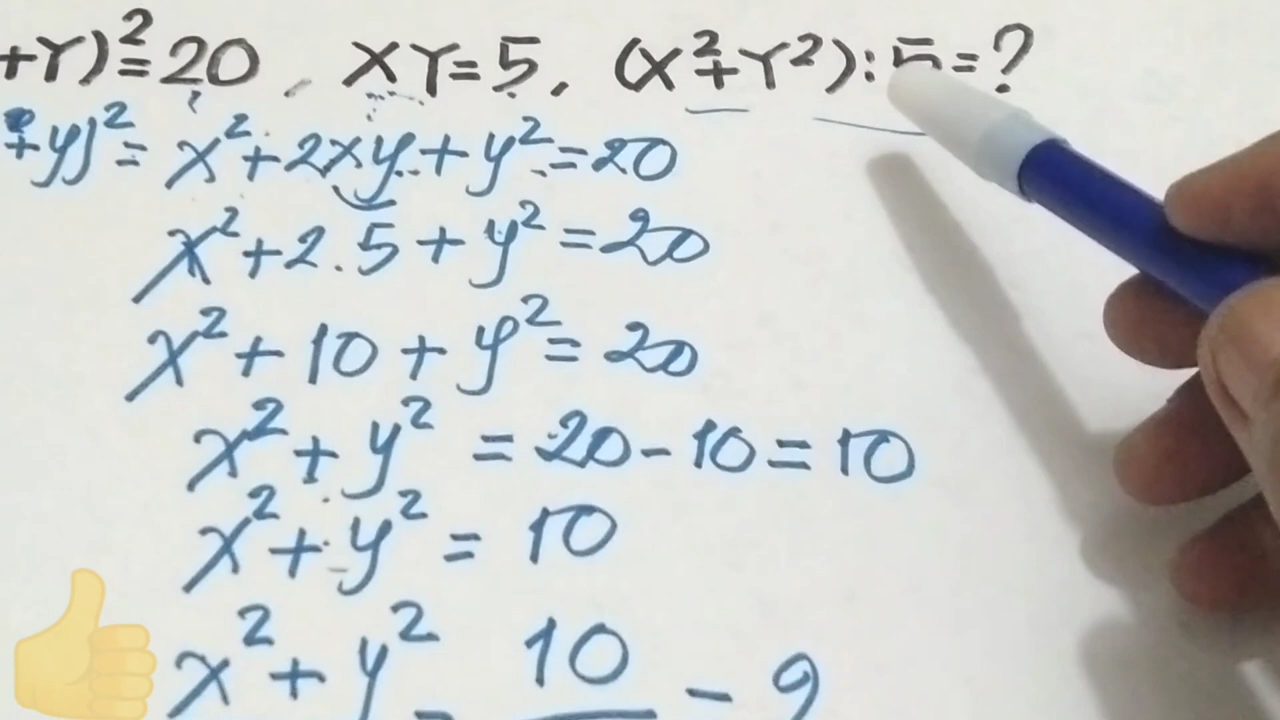 +Y)²=20, XY=5, (X²+Y²):5=?
+y)²= x²+2xy+y²=20
x²+2.5+y²=20
x²+10+y²=20
x²+y²=20-10=10
x²+y²=10
x²+y² = 10 =